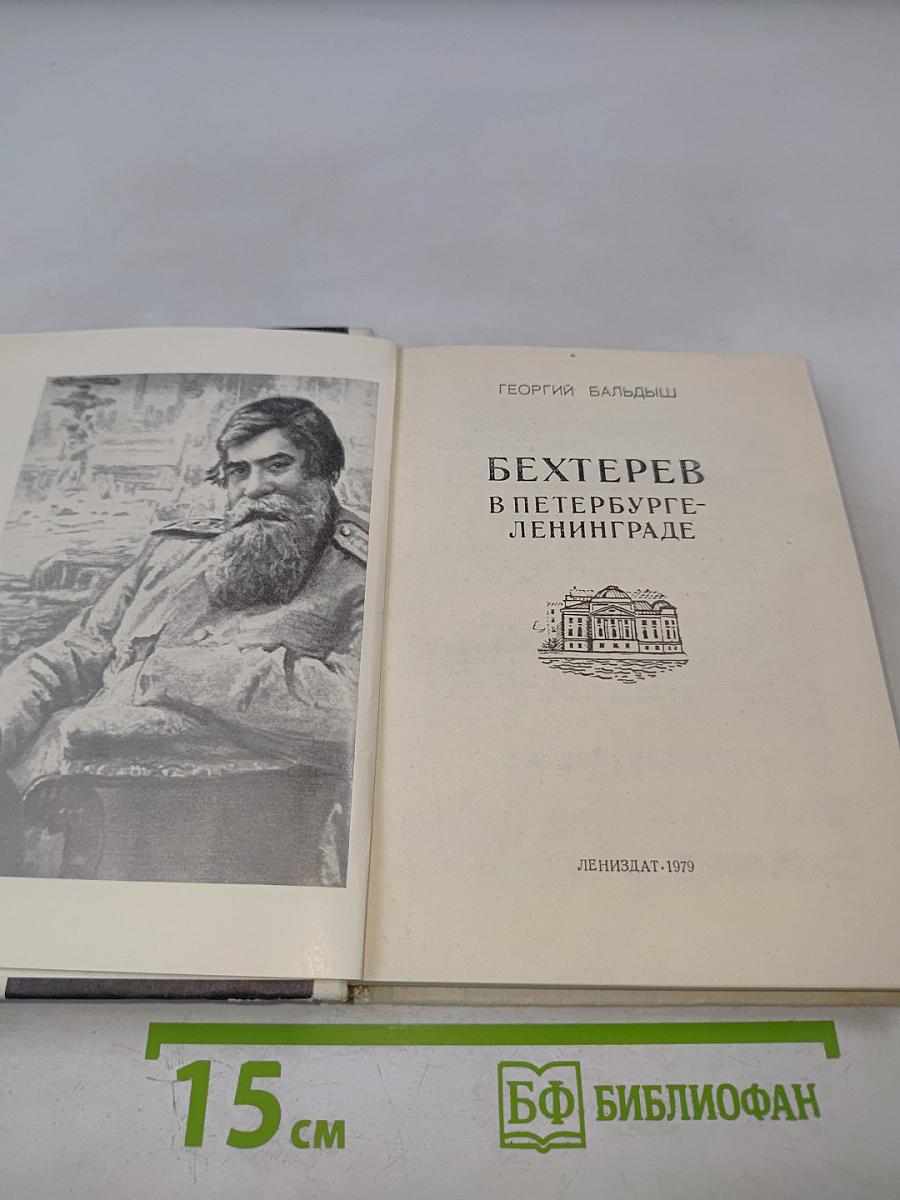 ГЕОРГИЙ БАЛЬДЫШ
БЕХТЕРЕВ
В ПЕТЕРБУРГЕ-
ЛЕНИНГРАДЕ
ЛЕНИЗДАТ·1979
15 см
БФ БИБЛИОФАН